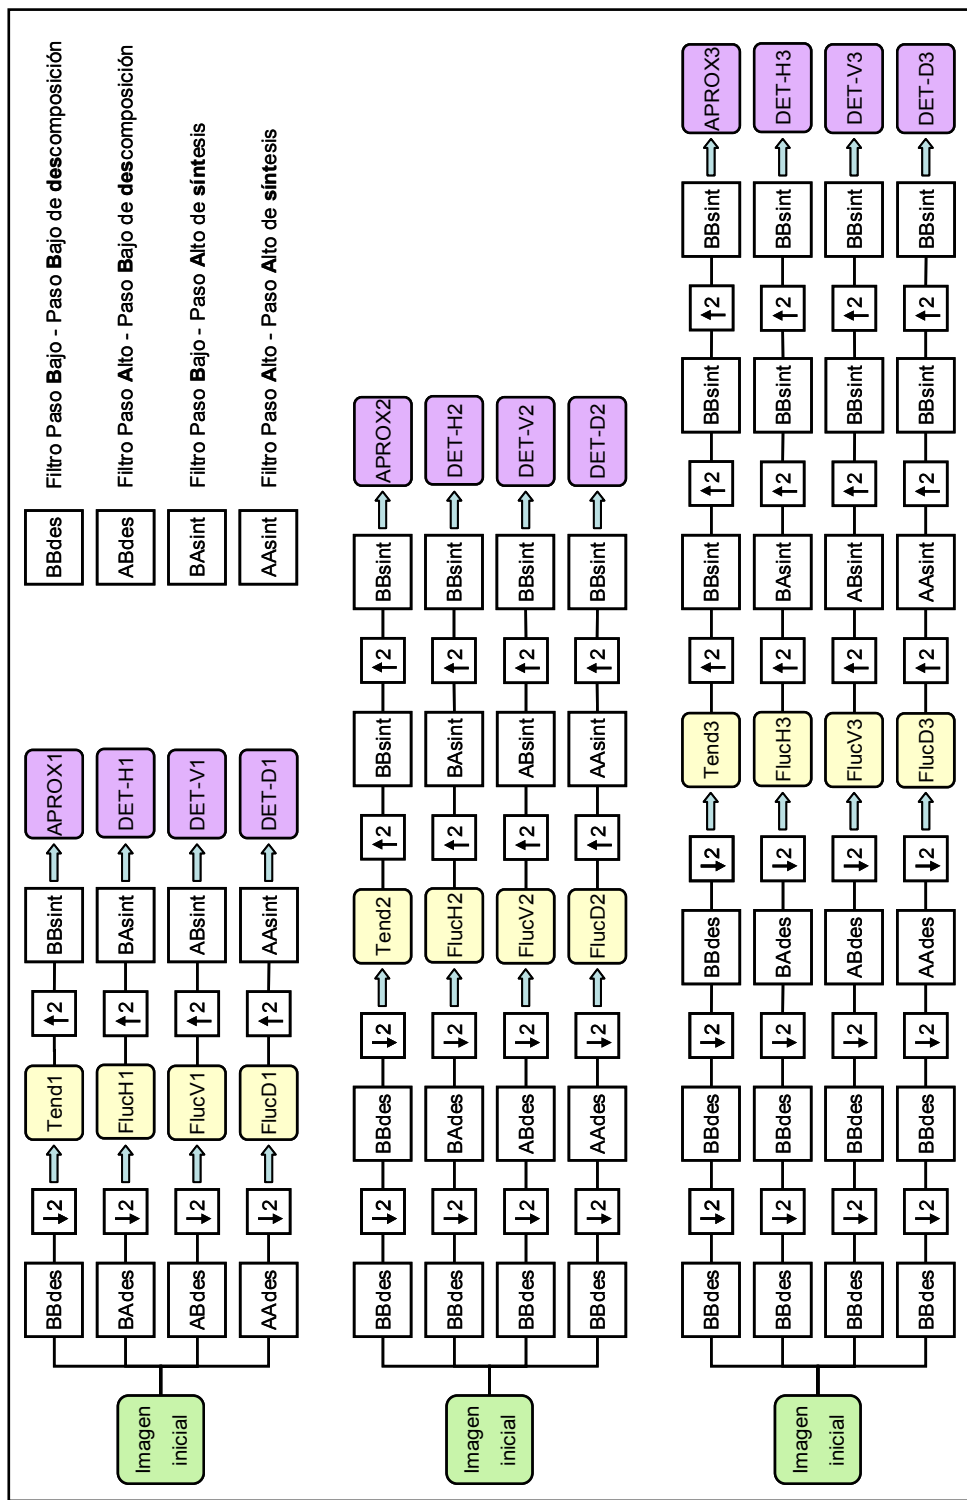 BBdes ↓2 Tend1 ↑2 BBsint APROX1
BAdes ↓2 FlucH1 ↑2 BAsint DET-H1
Imagen
inicial
ABdes ↓2 FlucV1 ↑2 ABsint DET-V1
AAdes ↓2 FlucD1 ↑2 AAsint DET-D1
BBdes Filtro Paso Bajo - Paso Bajo de descomposición
ABdes Filtro Paso Alto - Paso Bajo de descomposición
BAsint Filtro Paso Bajo - Paso Alto de síntesis
AAsint Filtro Paso Alto - Paso Alto de síntesis
BBdes ↓2 BBdes ↓2 Tend2 ↑2 BBsint ↑2 BBsint APROX2
BBdes ↓2 BAdes ↓2 FlucH2 ↑2 BAsint ↑2 BBsint DET-H2
Imagen
inicial
BBdes ↓2 ABdes ↓2 FlucV2 ↑2 ABsint ↑2 BBsint DET-V2
BBdes ↓2 AAdes ↓2 FlucD2 ↑2 AAsint ↑2 BBsint DET-D2
BBdes ↓2 BBdes ↓2 BBdes ↓2 Tend3 ↑2 BBsint ↑2 BBsint ↑2 BBsint APROX3
BBdes ↓2 BBdes ↓2 BAdes ↓2 FlucH3 ↑2 BAsint ↑2 BBsint ↑2 BBsint DET-H3
Imagen
inicial
BBdes ↓2 BBdes ↓2 ABdes ↓2 FlucV3 ↑2 ABsint ↑2 BBsint ↑2 BBsint DET-V3
BBdes ↓2 BBdes ↓2 AAdes ↓2 FlucD3 ↑2 AAsint ↑2 BBsint ↑2 BBsint DET-D3